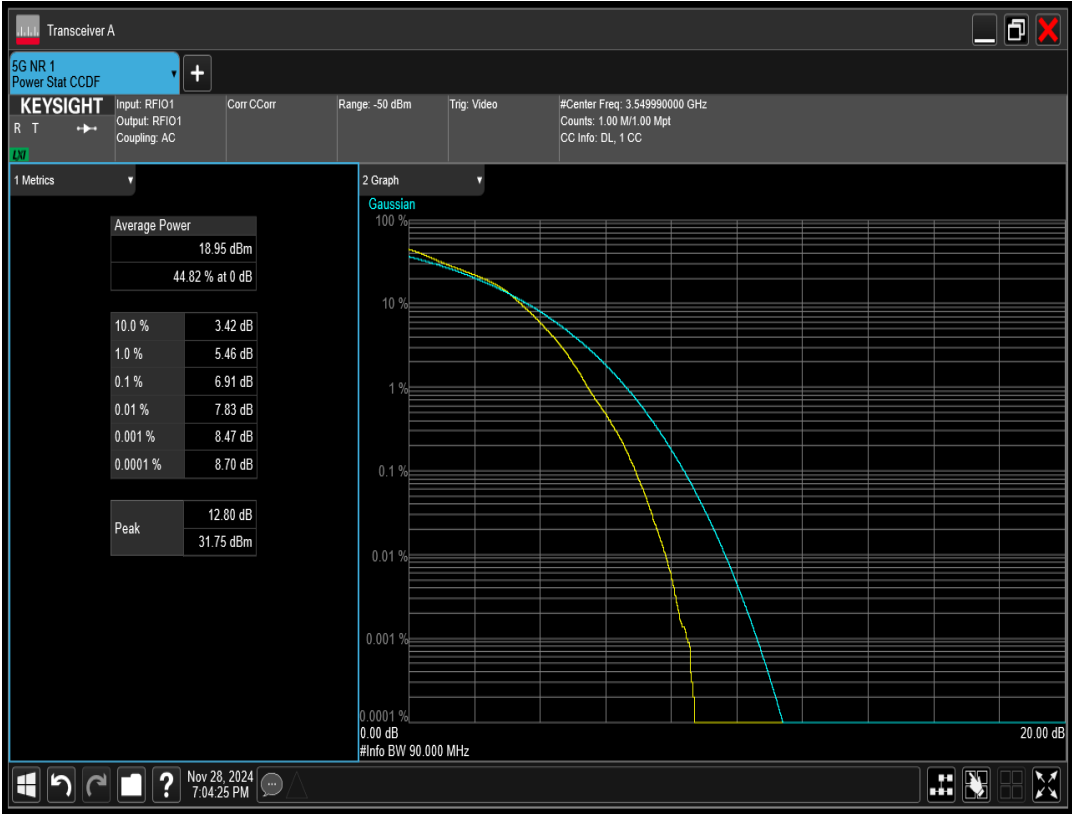 Transceiver A
5G NR 1
Power Stat CCDF
+
KEYSIGHT
R T
LXI
Input: RFIO1
Output: RFIO1
Coupling: AC
Corr CCorr
Range: -50 dBm
Trig: Video
#Center Freq: 3.549990000 GHz
Counts: 1.00 M/1.00 Mpt
CC Info: DL, 1 CC
1 Metrics
Average Power
18.95 dBm
44.82 % at 0 dB
10.0 % 3.42 dB
1.0 % 5.46 dB
0.1 % 6.91 dB
0.01 % 7.83 dB
0.001 % 8.47 dB
0.0001 % 8.70 dB
Peak
12.80 dB
31.75 dBm
2 Graph
Gaussian
100 %
10 %
1 %
0.1 %
0.01 %
0.001 %
0.0001 %
0.00 dB 20.00 dB
#Info BW 90.000 MHz
?
Nov 28, 2024
7:04:25 PM